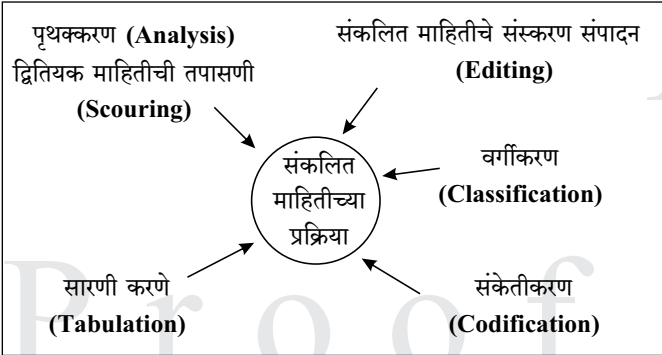 पृथक्करण (Analysis)
द्वितियक माहितीची तपासणी
(Scouring)
संकलित माहितीचे संस्करण संपादन
(Editing)
संकलित
माहितीच्या
प्रक्रिया
वर्गीकरण
(Classification)
सारणी करणे
(Tabulation)
संकेतीकरण
(Codification)
Proof